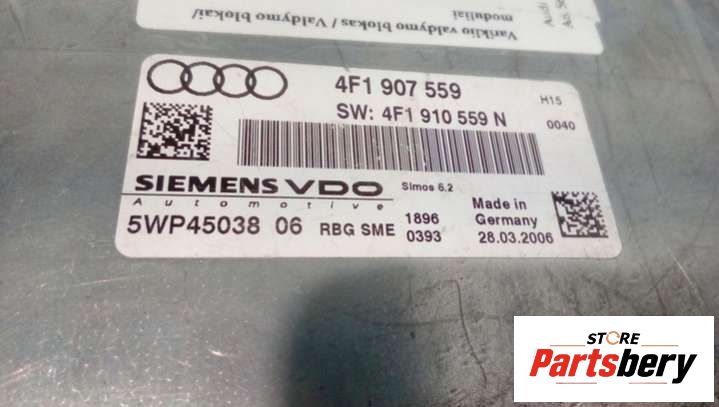 Variklio valdymo blokas / Valdymo blokai/
moduliai
Audi
4F1 907 559
H15
SW: 4F1 910 559 N
0040
SIEMENS VDO
Simos 6.2
Automotive
Made in
Germany
5WP45038 06
RBG SME
1896
0393
28.03.2006
STORE
Partsbery